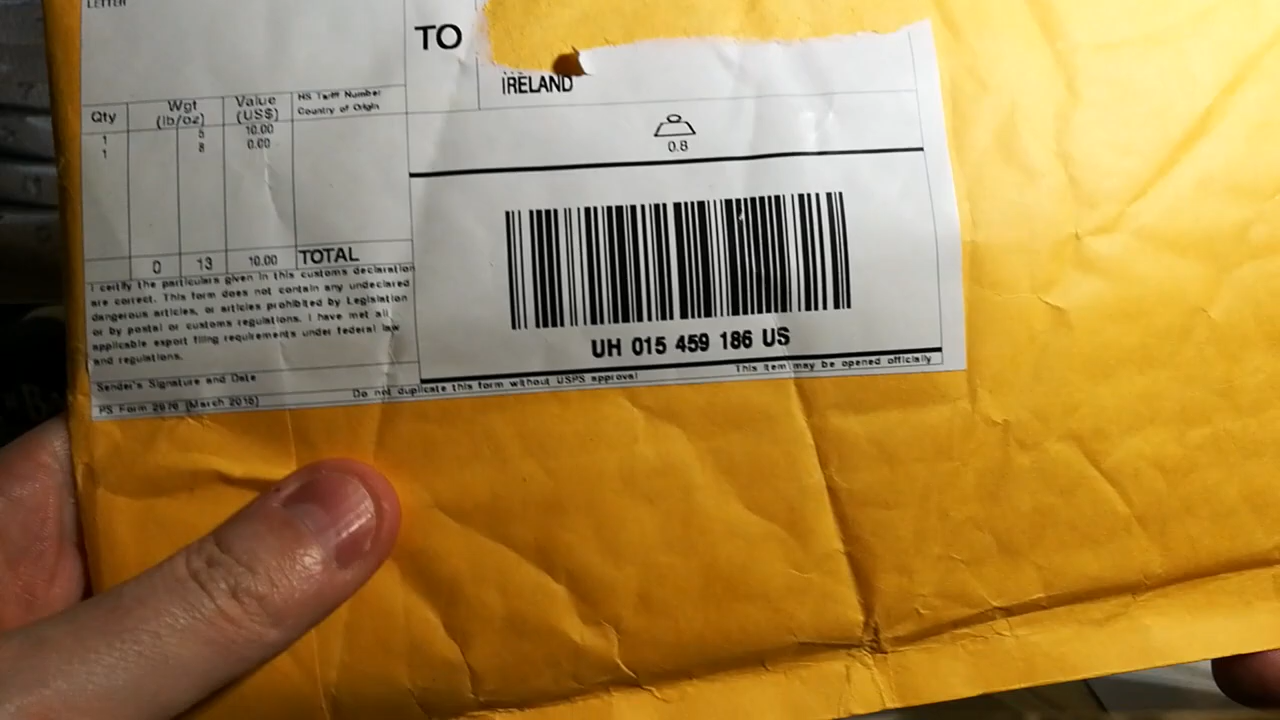 LETTER
Qty Wgt (lb/oz) Value (US$) HS Tariff Number Country of Origin
1 5 10.00
1 8 0.00
0 13 10.00 TOTAL
I certify the particulars given in this customs declaration
are correct. This form does not contain any undeclared
dangerous articles, or articles prohibited by Legislation
or by postal or customs regulations. I have met all
applicable export filing requirements under federal law
and regulations.
Sender's Signature and Date
PS Form 2976 (March 2015)
TO
IRELAND
0.8
UH 015 459 186 US
Do not duplicate this form without USPS approval
This item may be opened officially